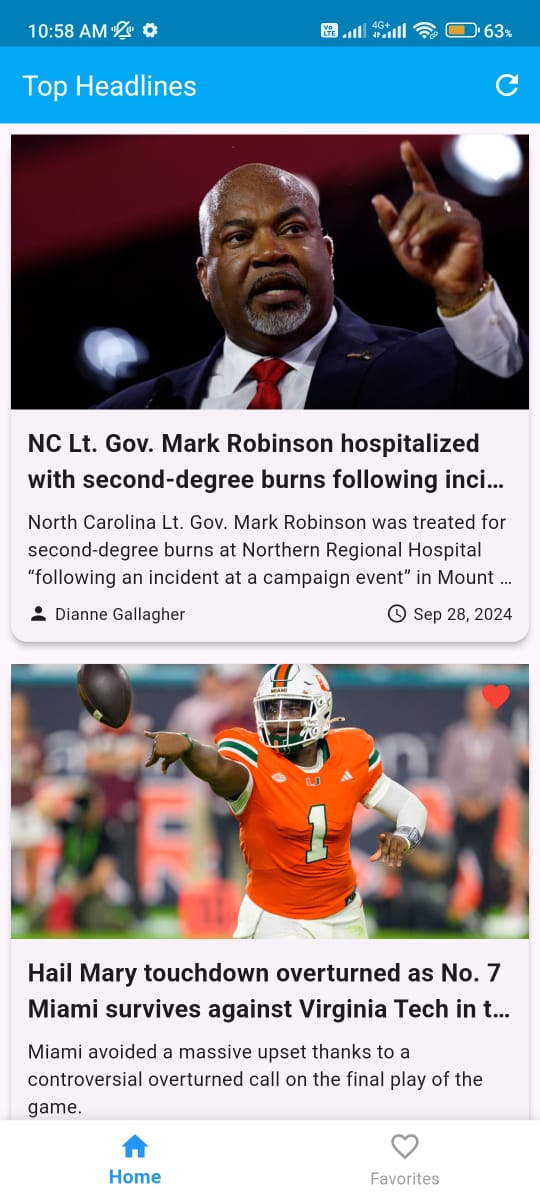 10:58 AM
Vo LTE
4G+
63%
Top Headlines
NC Lt. Gov. Mark Robinson hospitalized
with second-degree burns following inci…
North Carolina Lt. Gov. Mark Robinson was treated for
second-degree burns at Northern Regional Hospital
“following an incident at a campaign event” in Mount …
Dianne Gallagher
Sep 28, 2024
MIAMI
1
Hail Mary touchdown overturned as No. 7
Miami survives against Virginia Tech in t…
Miami avoided a massive upset thanks to a
controversial overturned call on the final play of the
game.
Home
Favorites